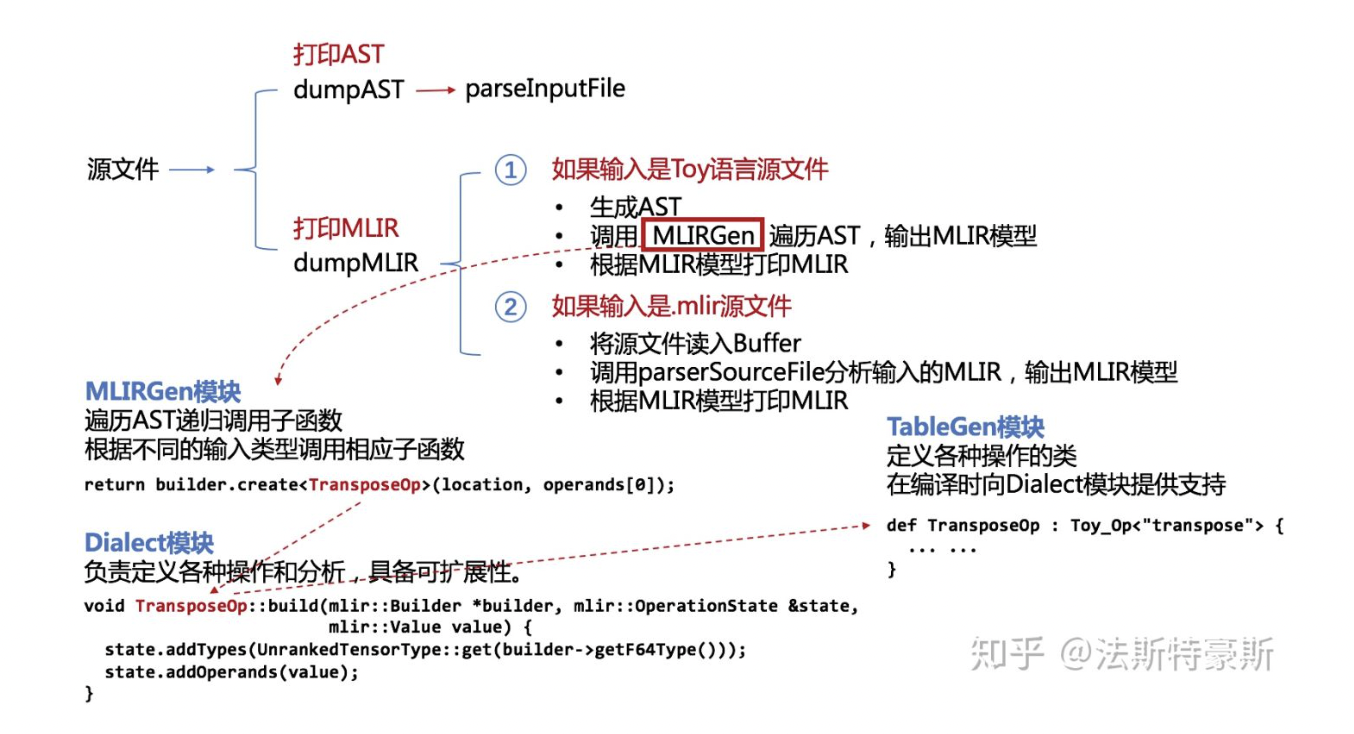 打印AST
dumpAST
parseInputFile
源文件
打印MLIR
dumpMLIR
① 如果输入是Toy语言源文件
• 生成AST
• 调用 MLIRGen 遍历AST，输出MLIR模型
• 根据MLIR模型打印MLIR
② 如果输入是.mlir源文件
• 将源文件读入Buffer
• 调用parserSourceFile分析输入的MLIR，输出MLIR模型
• 根据MLIR模型打印MLIR
MLIRGen模块
遍历AST递归调用子函数
根据不同的输入类型调用相应子函数
return builder.create<TransposeOp>(location, operands[0]);
TableGen模块
定义各种操作的类
在编译时向Dialect模块提供支持
def TransposeOp : Toy_Op<"transpose"> {
... ...
}
Dialect模块
负责定义各种操作和分析，具备可扩展性。
void TransposeOp::build(mlir::Builder *builder, mlir::OperationState &state,
mlir::Value value) {
state.addTypes(UnrankedTensorType::get(builder->getF64Type()));
state.addOperands(value);
}
知乎 @法斯特豪斯